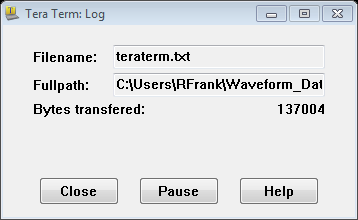 Tera Term: Log
Filename: teraterm.txt
Fullpath: C:\Users\RFrank\Waveform_Dat
Bytes transfered: 137004
Close Pause Help